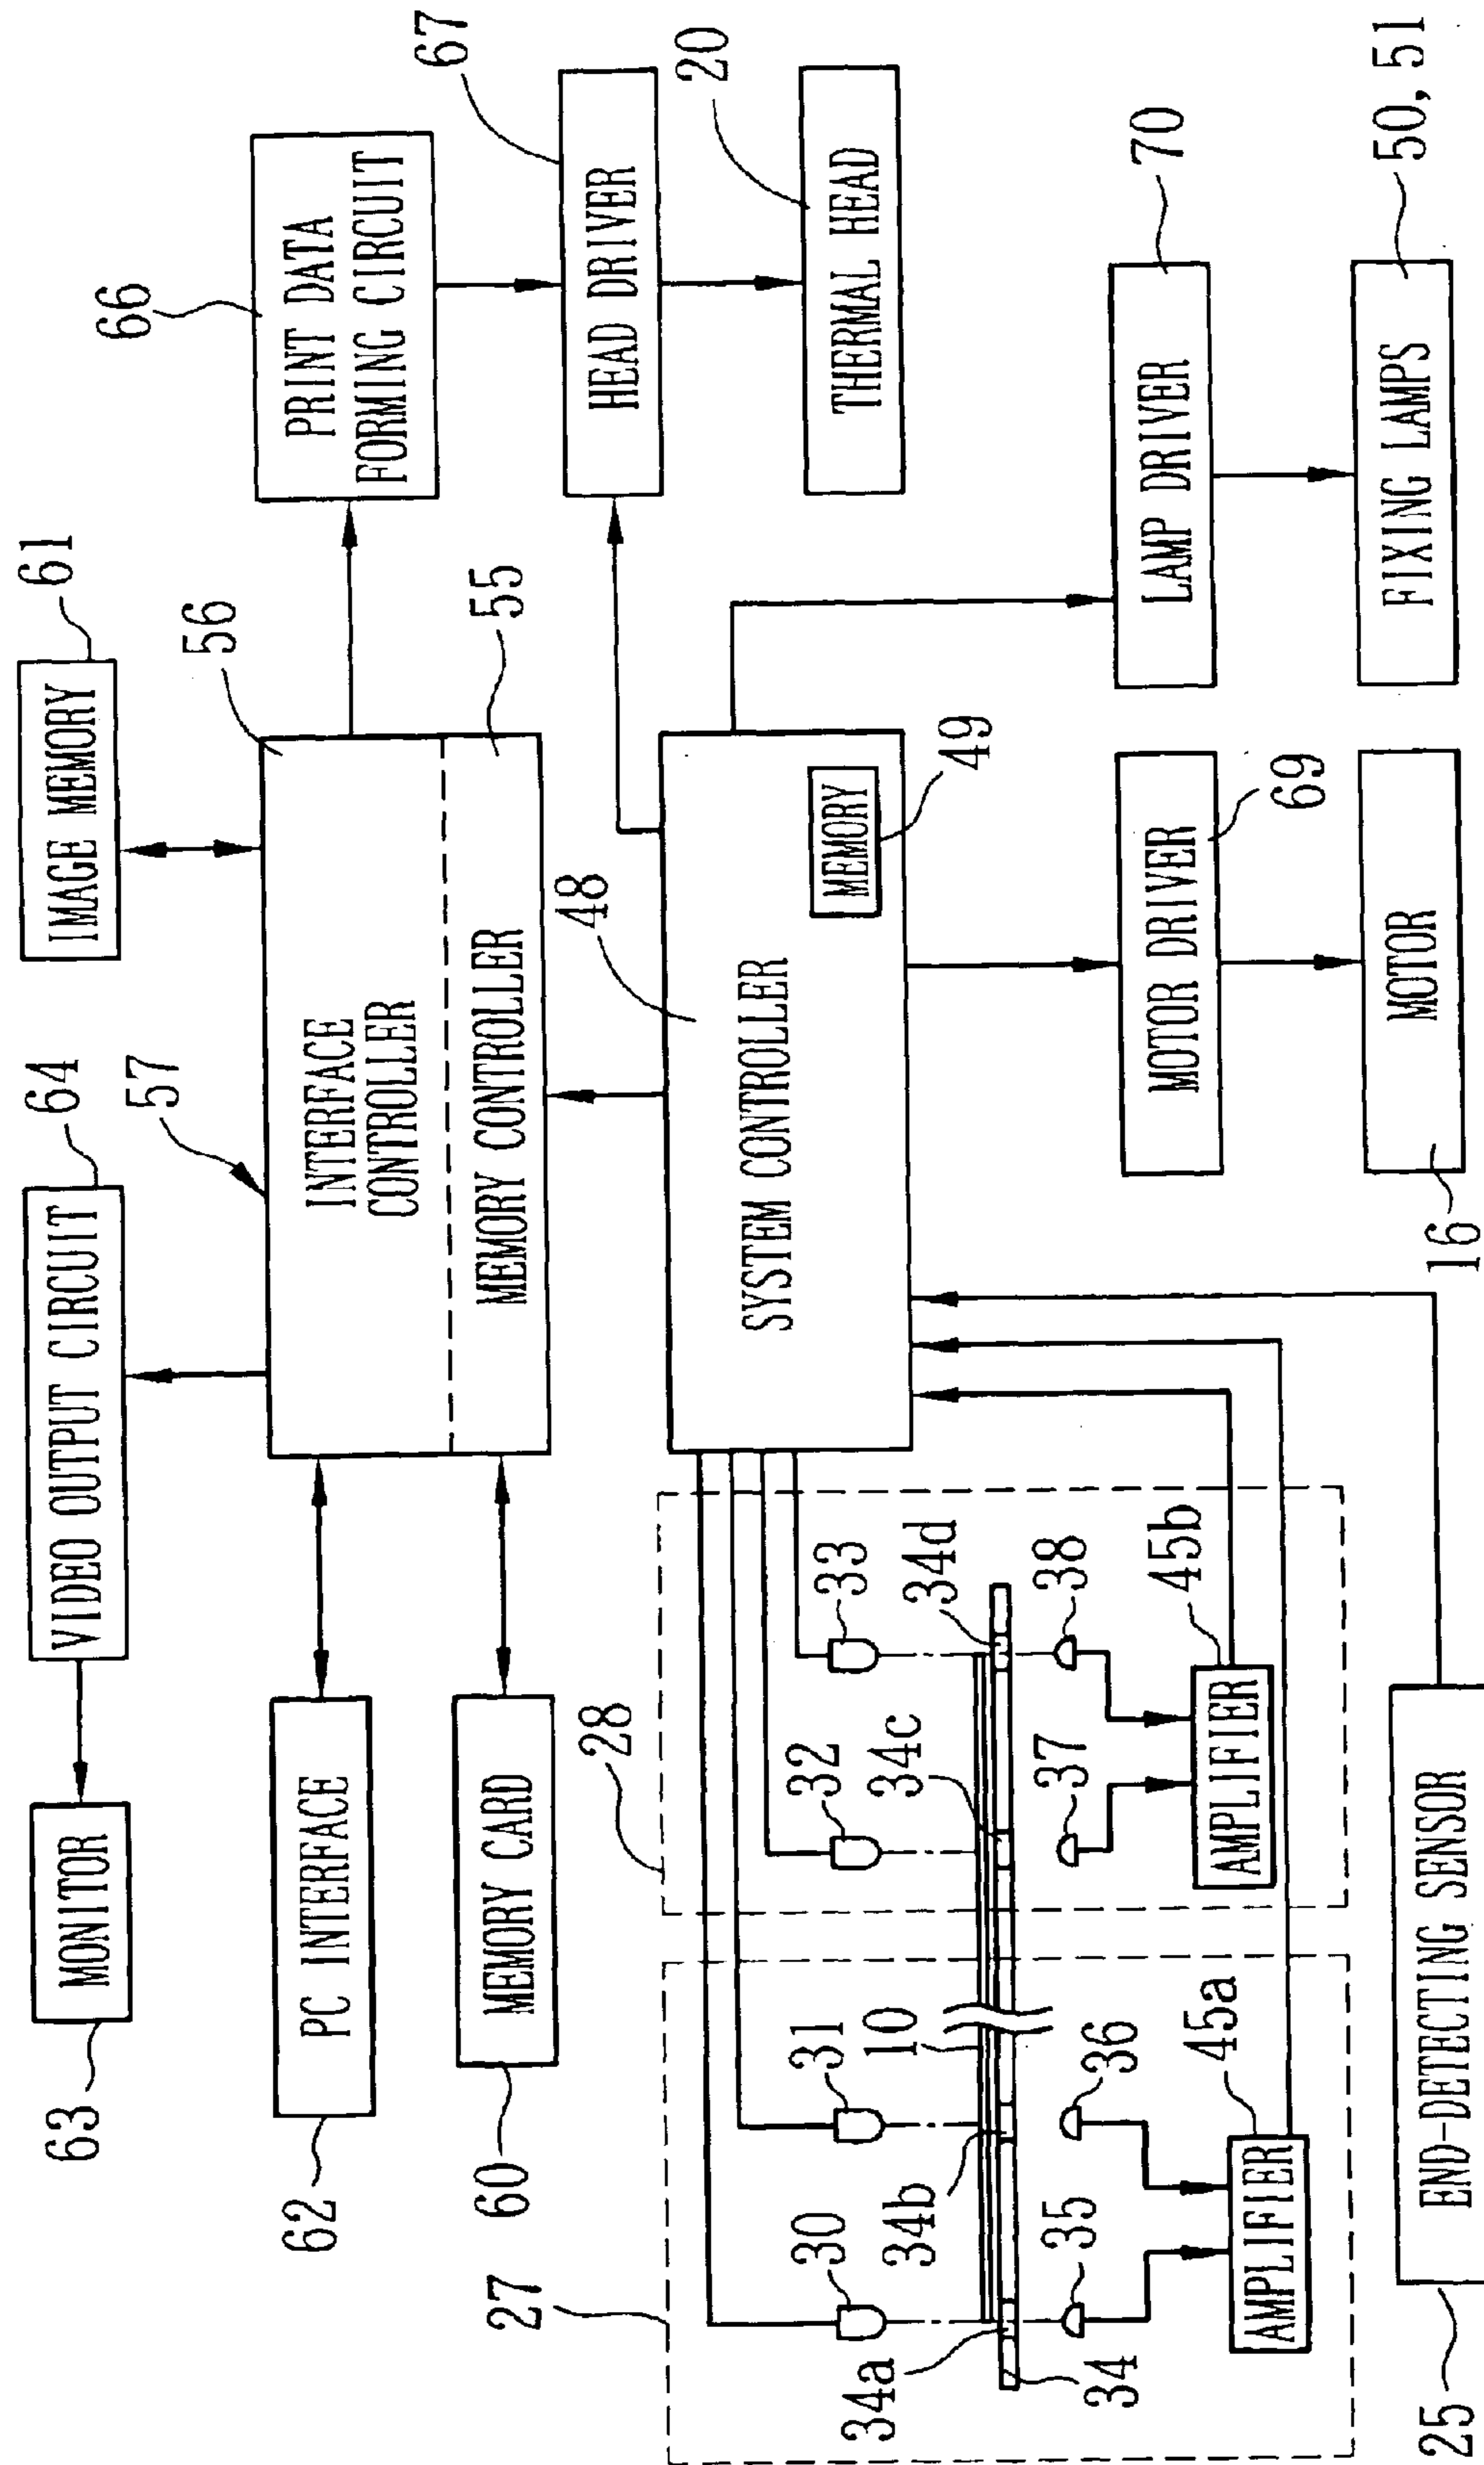 63
MONITOR
64
VIDEO OUTPUT CIRCUIT
61
IMAGE MEMORY
62
PC INTERFACE
57
INTERFACE
CONTROLLER
56
66
PRINT DATA
FORMING CIRCUIT
60
MEMORY CARD
MEMORY CONTROLLER
55
67
HEAD DRIVER
20
THERMAL HEAD
27
28
48
SYSTEM CONTROLLER
MEMORY
49
30
31
32
33
34a
34b
10
34c
34d
34
35
36
37
38
45a
45b
AMPLIFIER
AMPLIFIER
69
MOTOR DRIVER
70
LAMP DRIVER
25
END-DETECTING SENSOR
16
MOTOR
50, 51
FIXING LAMPS